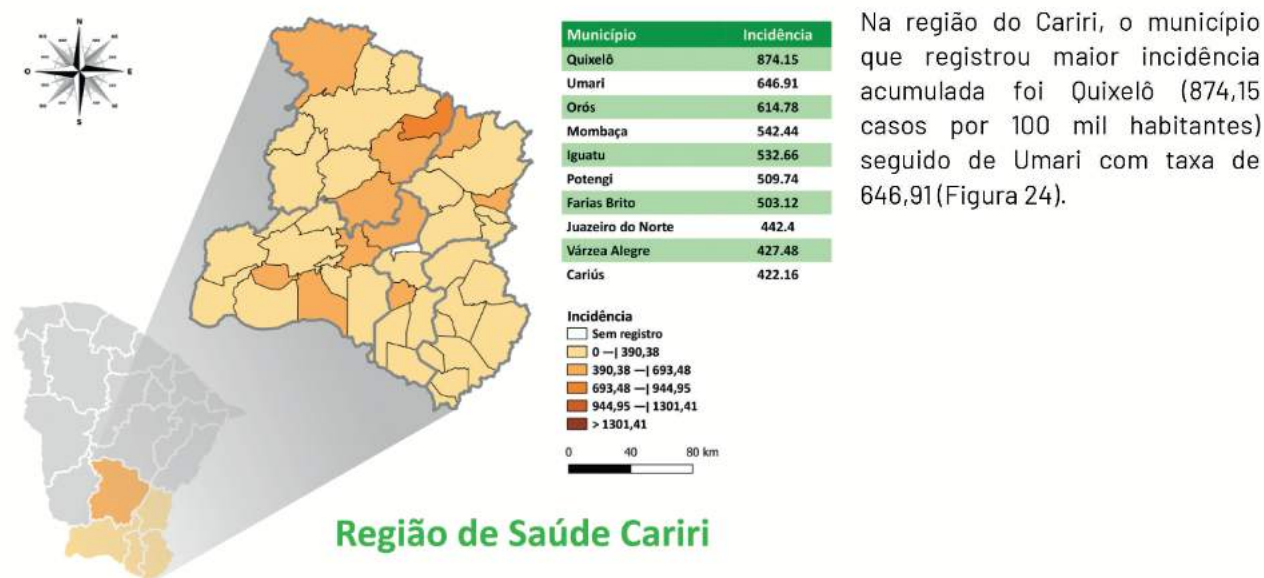 N
O
E
S
Município Incidência
Quixelô 874.15
Umari 646.91
Orós 614.78
Mombaça 542.44
Iguatu 532.66
Potengi 509.74
Farias Brito 503.12
Juazeiro do Norte 442.4
Várzea Alegre 427.48
Cariús 422.16
Incidência
Sem registro
0 —| 390,38
390,38 —| 693,48
693,48 —| 944,95
944,95 —| 1301,41
> 1301,41
0 40 80 km
Região de Saúde Cariri
Na região do Cariri, o município
que registrou maior incidência
acumulada foi Quixelô (874,15
casos por 100 mil habitantes)
seguido de Umari com taxa de
646,91 (Figura 24).